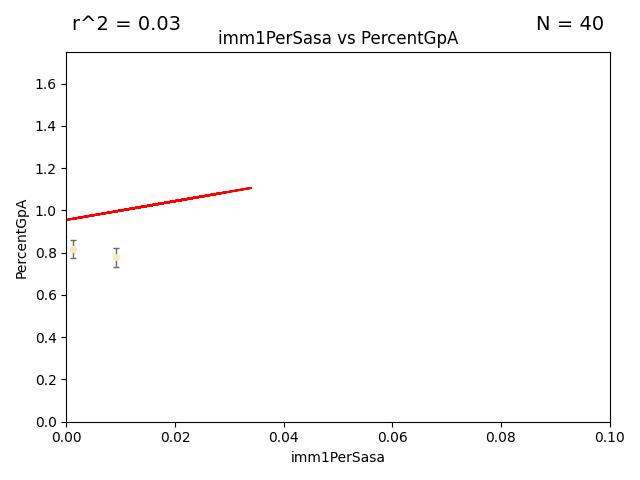 r^2 = 0.03
N = 40
imm1PerSasa vs PercentGpA
1.6
1.4
1.2
1.0
0.8
0.6
0.4
0.2
0.0
PercentGpA
0.00 0.02 0.04 0.06 0.08 0.10
imm1PerSasa